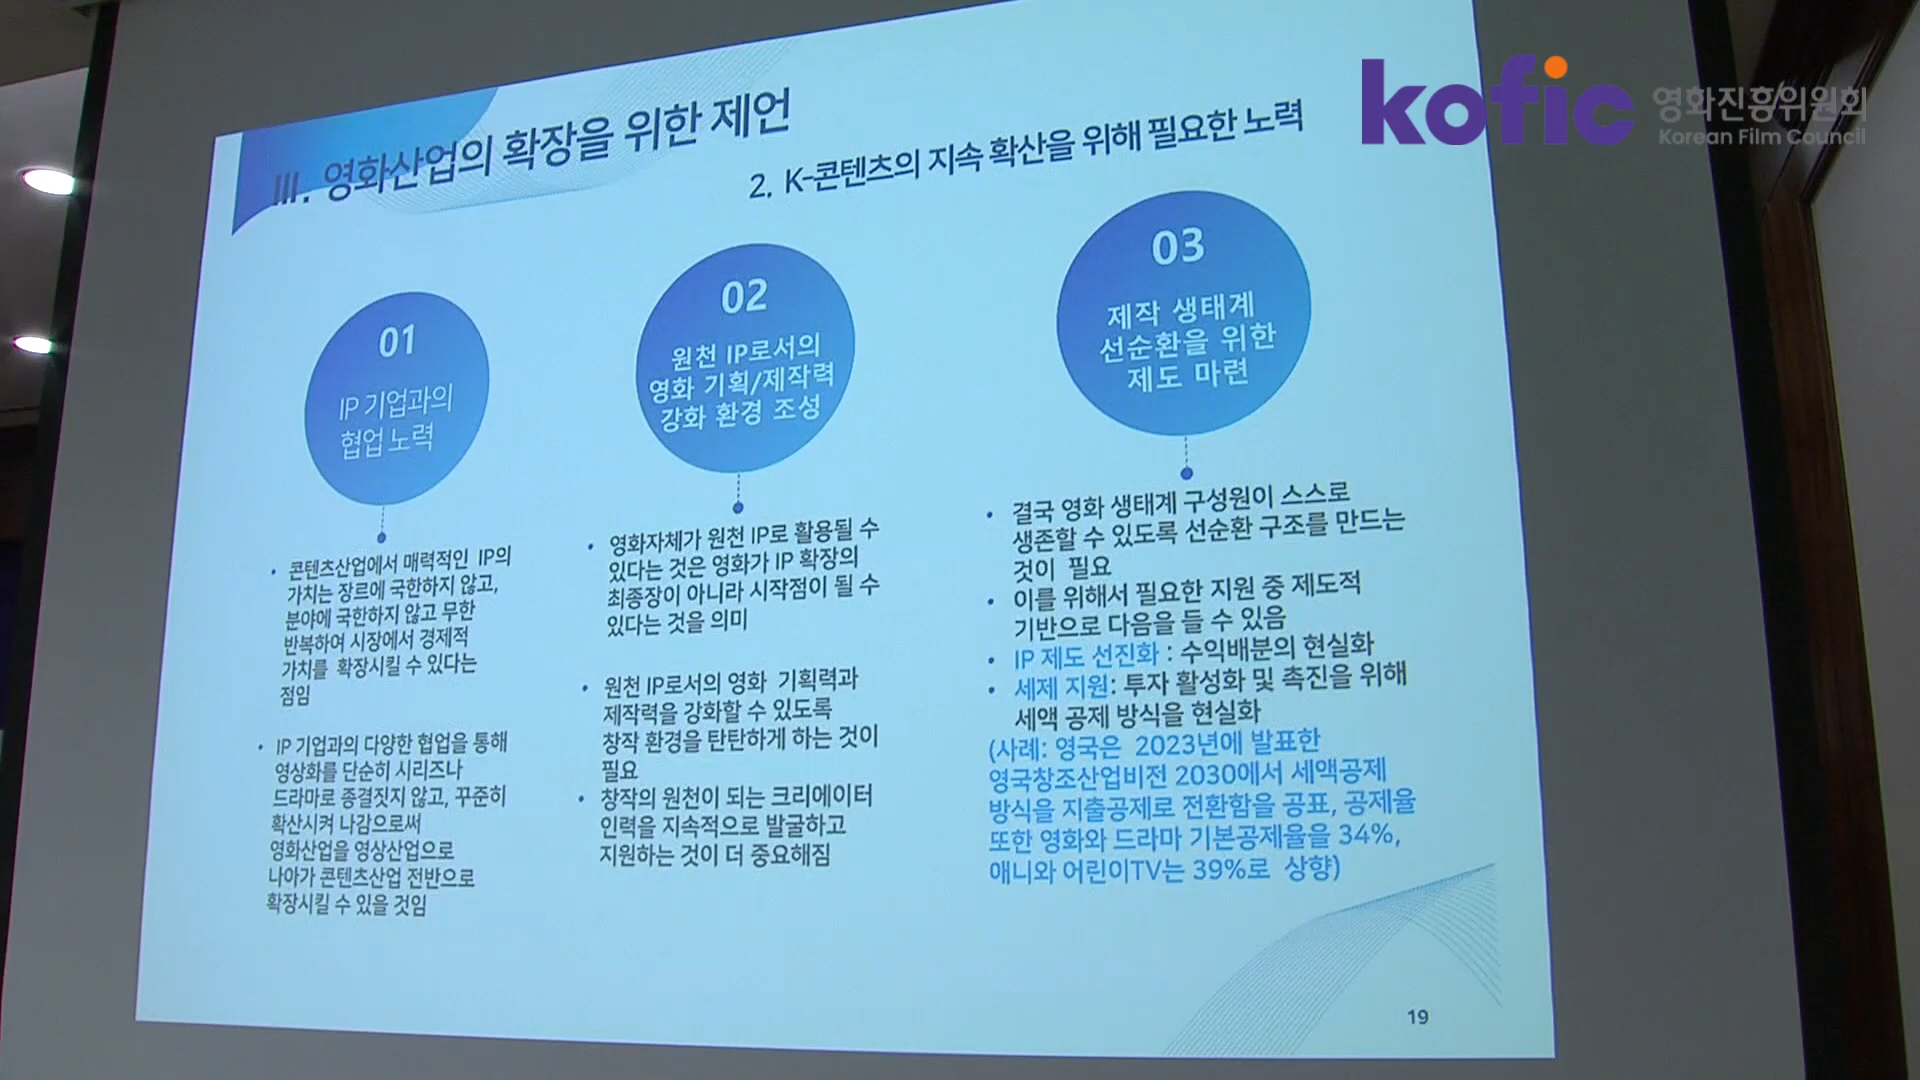 kofic 영화진흥위원회
Korean Film Council
III. 영화산업의 확장을 위한 제언
2. K-콘텐츠의 지속 확산을 위해 필요한 노력
01
IP 기업과의
협업 노력
• 콘텐츠산업에서 매력적인 IP의
가치는 장르에 국한하지 않고,
분야에 국한하지 않고 무한
반복하여 시장에서 경제적
가치를 확장시킬 수 있다는
점임
• IP 기업과의 다양한 협업을 통해
영상화를 단순히 시리즈나
드라마로 종결짓지 않고, 꾸준히
확산시켜 나감으로써
영화산업을 영상산업으로
나아가 콘텐츠산업 전반으로
확장시킬 수 있을 것임
02
원천 IP로서의
영화 기획/제작력
강화 환경 조성
• 영화자체가 원천 IP로 활용될 수
있다는 것은 영화가 IP 확장의
최종장이 아니라 시작점이 될 수
있다는 것을 의미
• 원천 IP로서의 영화 기획력과
제작력을 강화할 수 있도록
창작 환경을 탄탄하게 하는 것이
필요
• 창작의 원천이 되는 크리에이터
인력을 지속적으로 발굴하고
지원하는 것이 더 중요해짐
03
제작 생태계
선순환을 위한
제도 마련
• 결국 영화 생태계 구성원이 스스로
생존할 수 있도록 선순환 구조를 만드는
것이 필요
• 이를 위해서 필요한 지원 중 제도적
기반으로 다음을 들 수 있음
• IP 제도 선진화 : 수익배분의 현실화
• 세제 지원: 투자 활성화 및 촉진을 위해
세액 공제 방식을 현실화
(사례: 영국은 2023년에 발표한
영국창조산업비전 2030에서 세액공제
방식을 지출공제로 전환함을 공표, 공제율
또한 영화와 드라마 기본공제율을 34%,
애니와 어린이TV는 39%로 상향)
19